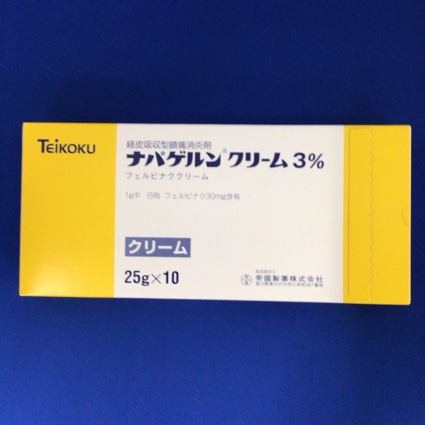 TEIKOKU
経皮吸収型鎮痛消炎剤
ナパゲルン®クリーム3%
フェルビナククリーム
1g中 日局 フェルビナク30mg含有
クリーム
25g×10
帝國製薬株式会社